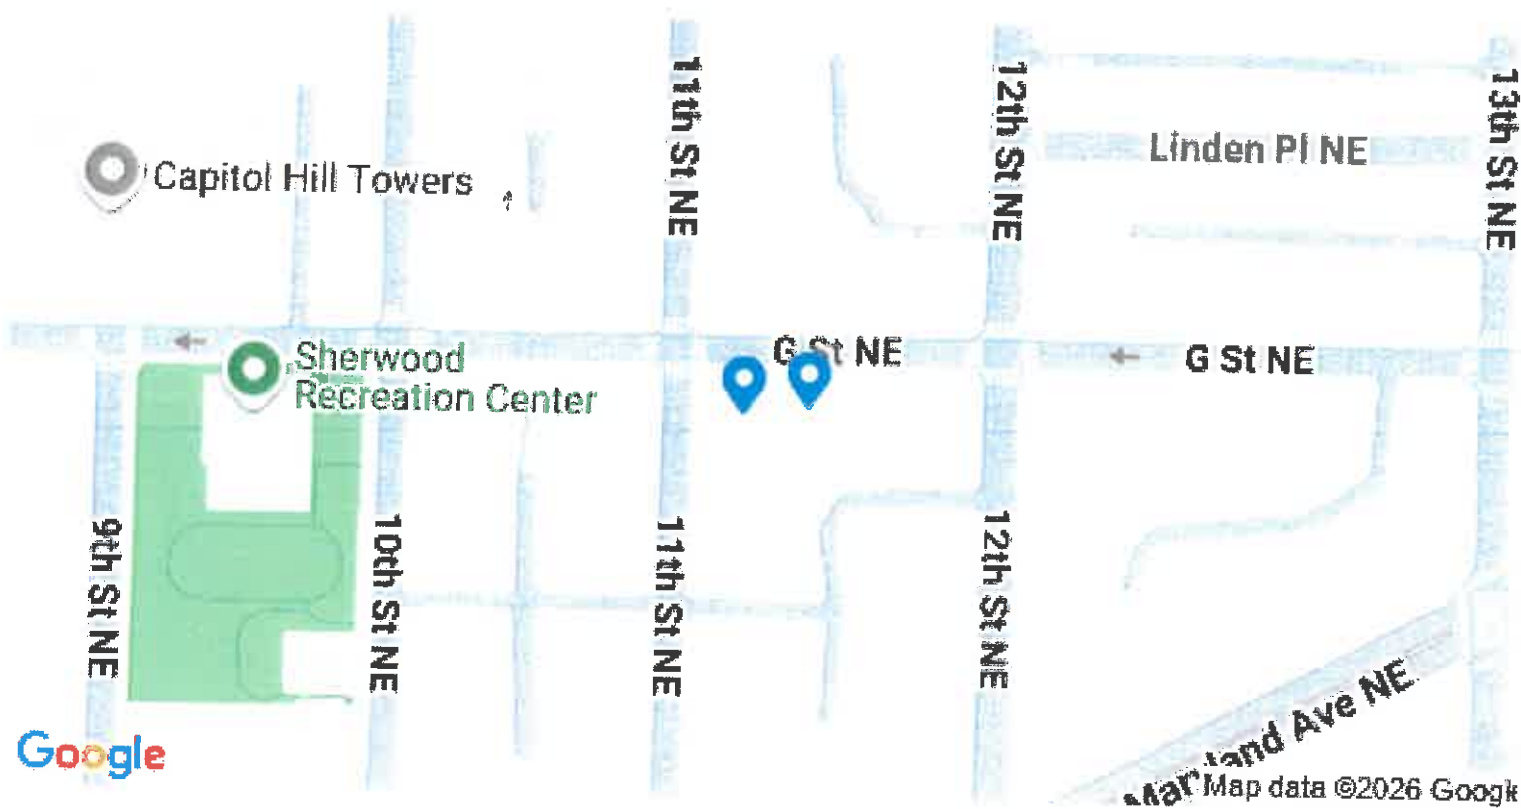 11th St NE
12th St NE
13th St NE
Linden Pl NE
Capitol Hill Towers
G St NE
G St NE
Sherwood
Recreation Center
9th St NE
10th St NE
11th St NE
12th St NE
Maryland Ave NE
Google
Map data ©2026 Google